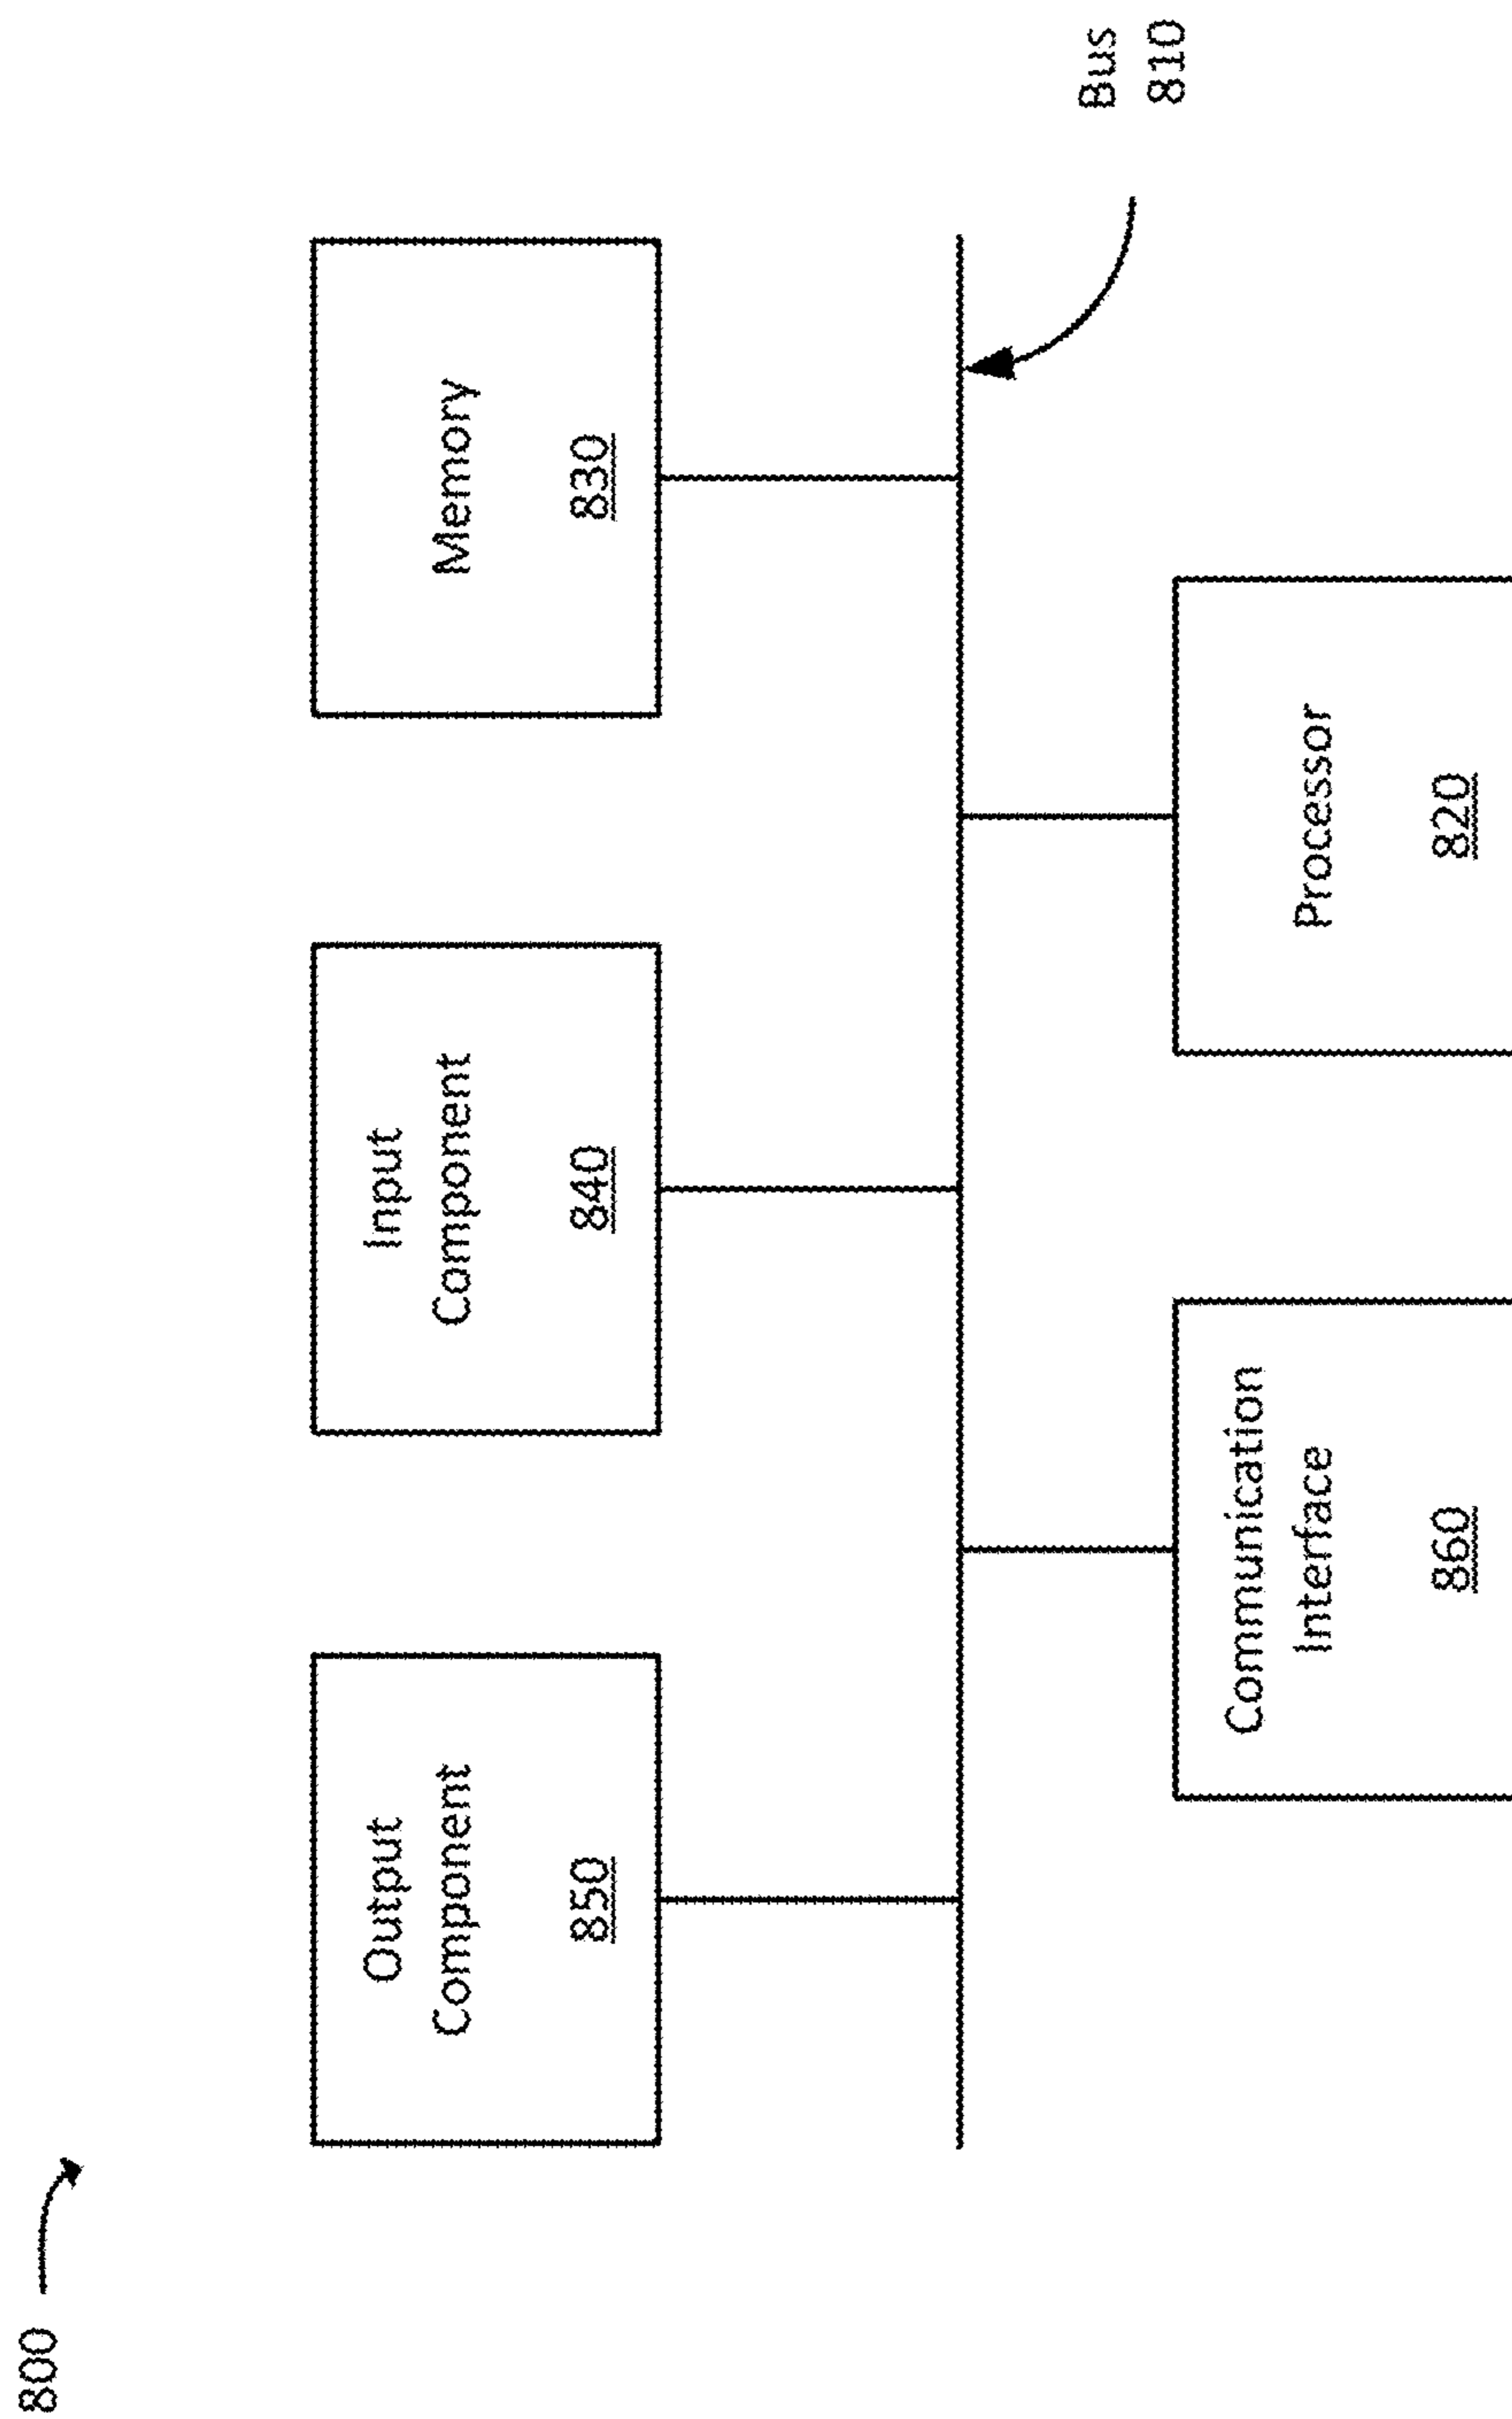 800
Output
Component
850
Input
Component
840
Memory
830
Bus
810
Communication
Interface
860
Processor
820